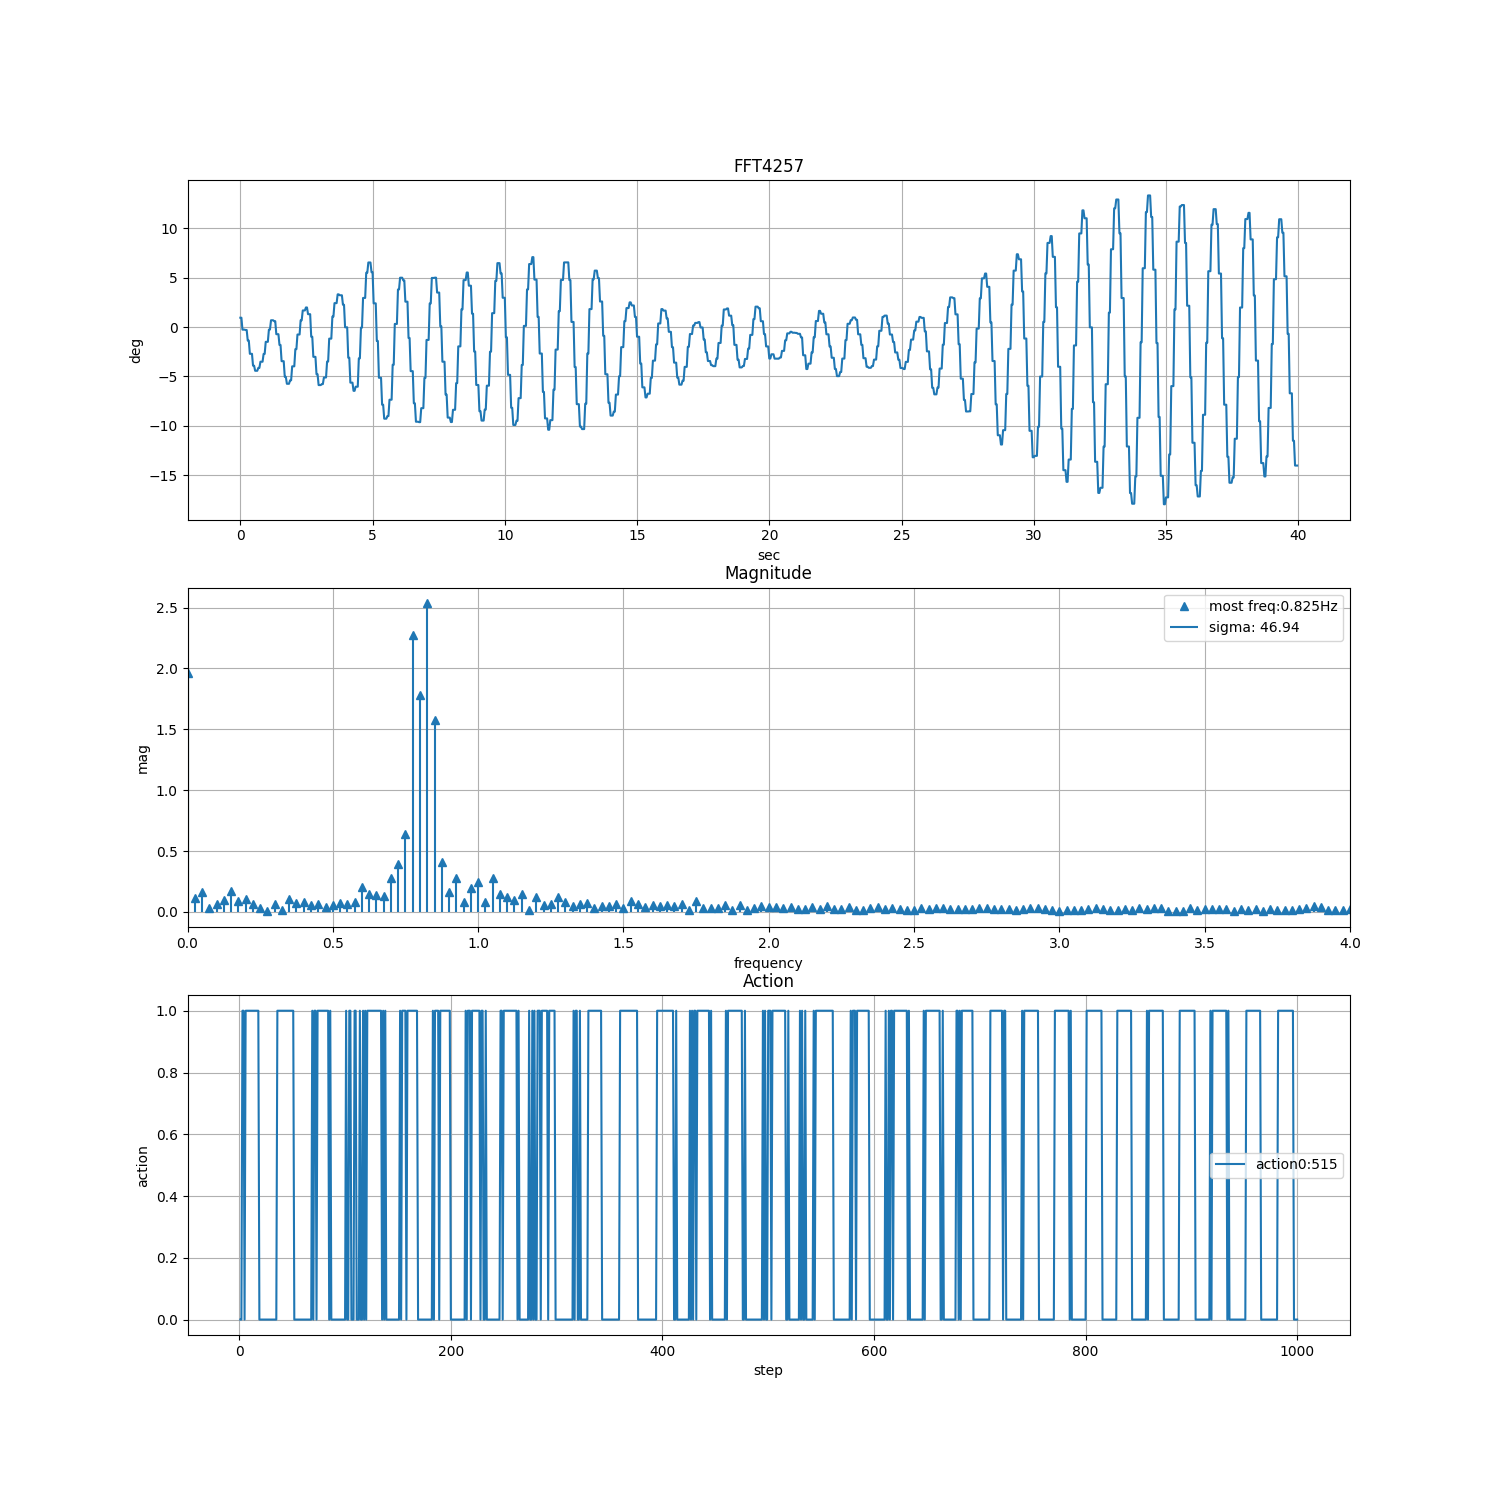 FFT4257
10
5
0
−5
−10
−15
deg
0 5 10 15 20 25 30 35 40
sec
Magnitude
2.5
2.0
1.5
1.0
0.5
0.0
mag
most freq:0.825Hz
sigma: 46.94
0.0 0.5 1.0 1.5 2.0 2.5 3.0 3.5 4.0
frequency
Action
1.0
0.8
0.6
0.4
0.2
0.0
action
action0:515
0 200 400 600 800 1000
step